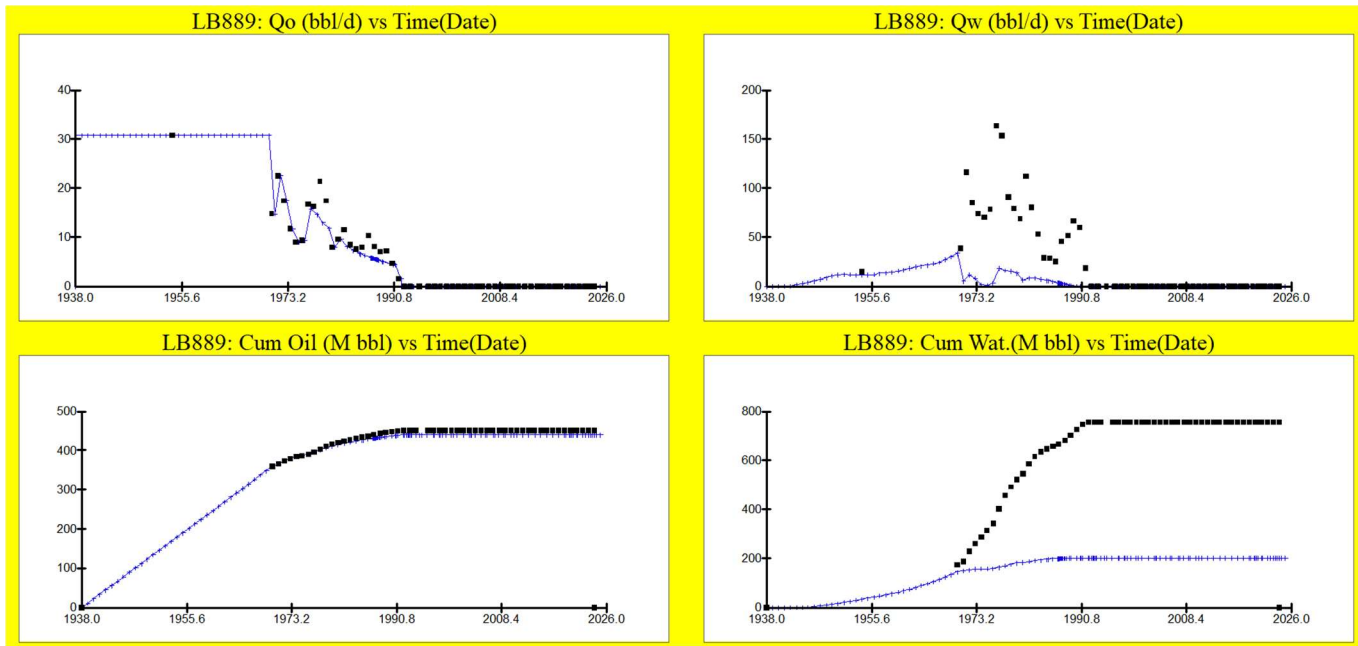 LB889: Qo (bbl/d) vs Time(Date)
40
30
20
10
0
1938.0 1955.6 1973.2 1990.8 2008.4 2026.0
LB889: Qw (bbl/d) vs Time(Date)
200
150
100
50
0
1938.0 1955.6 1973.2 1990.8 2008.4 2026.0
LB889: Cum Oil (M bbl) vs Time(Date)
500
400
300
200
100
0
1938.0 1955.6 1973.2 1990.8 2008.4 2026.0
LB889: Cum Wat.(M bbl) vs Time(Date)
800
600
400
200
0
1938.0 1955.6 1973.2 1990.8 2008.4 2026.0